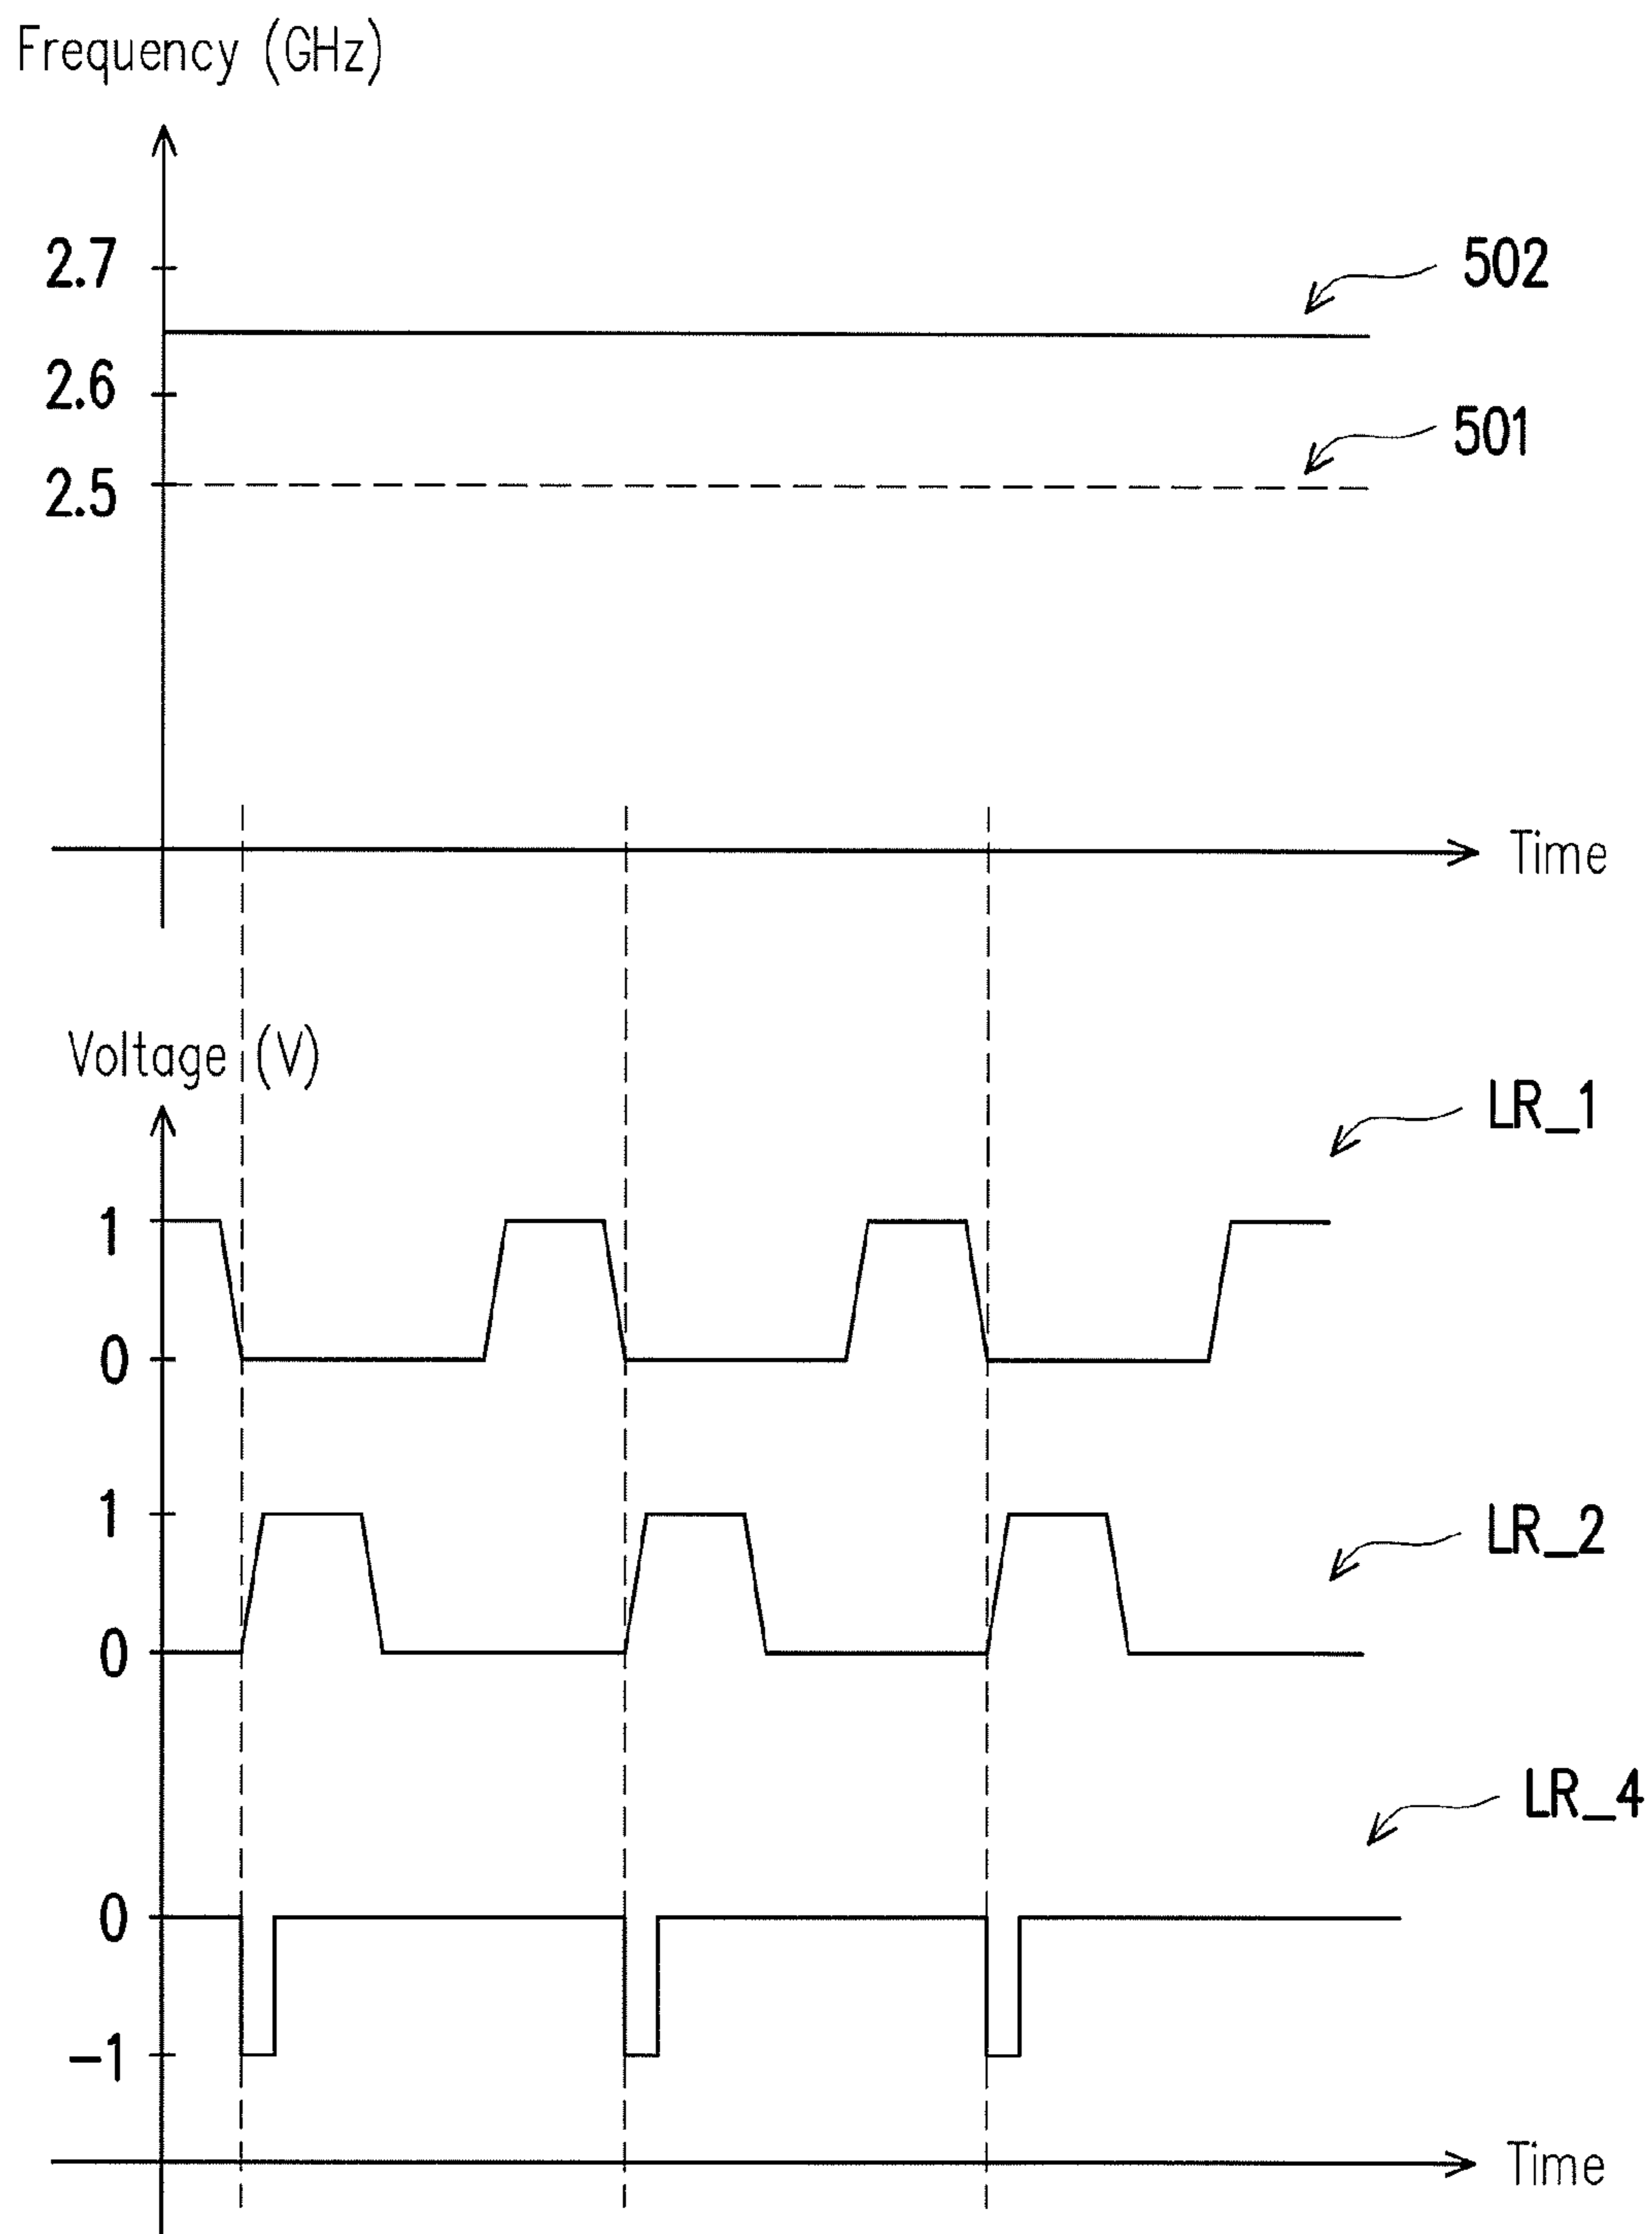 Frequency (GHz)
2.7
502
2.6
501
2.5
Time
Voltage (V)
LR_1
1
0
1
LR_2
0
LR_4
0
-1
Time